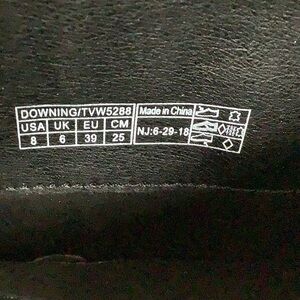 DOWNING/TVW5288
USA UK EU CM
8 6 39 25
Made in China
NJ:6-29-18